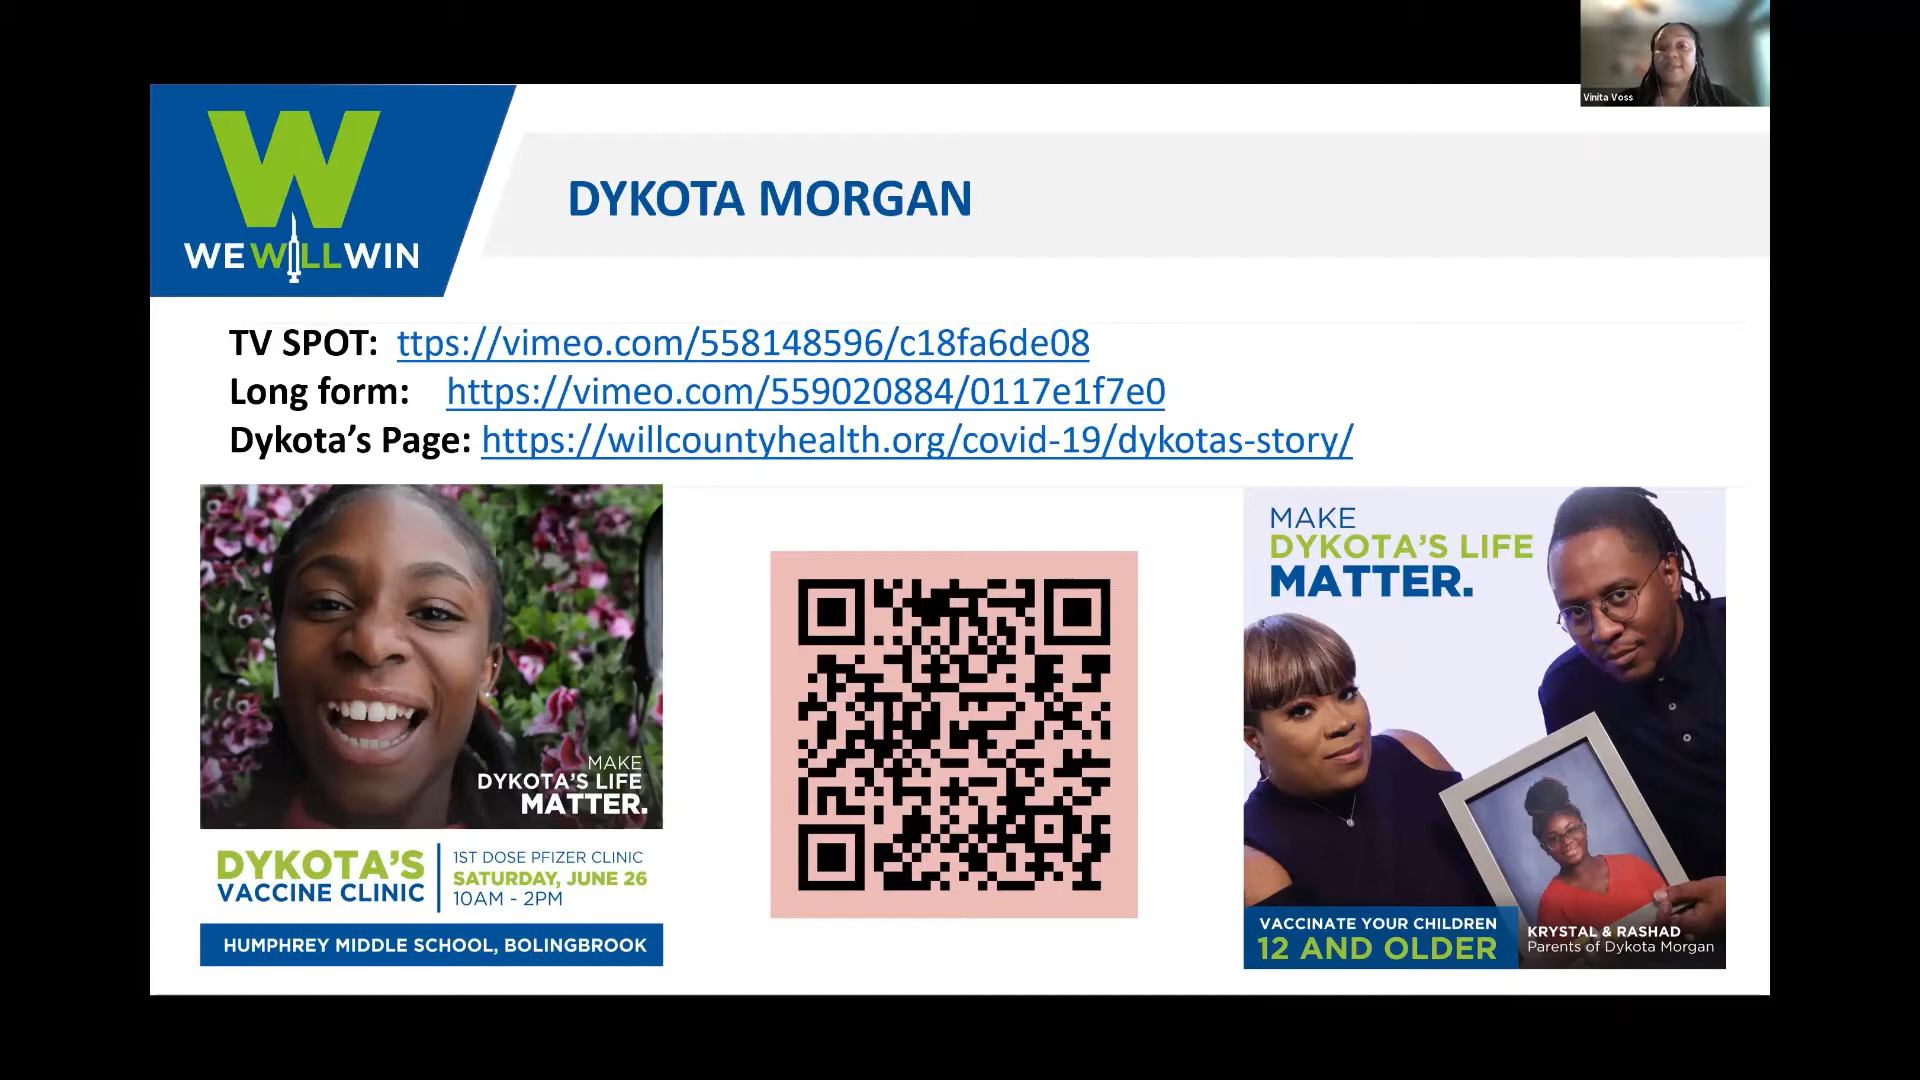 Vinita Voss
W
WE WILL WIN
DYKOTA MORGAN
TV SPOT: ttps://vimeo.com/558148596/c18fa6de08
Long form: https://vimeo.com/559020884/0117e1f7e0
Dykota’s Page: https://willcountyhealth.org/covid-19/dykotas-story/
MAKE
DYKOTA’S LIFE
MATTER.
DYKOTA’S
VACCINE CLINIC
1ST DOSE PFIZER CLINIC
SATURDAY, JUNE 26
10AM - 2PM
HUMPHREY MIDDLE SCHOOL, BOLINGBROOK
MAKE
DYKOTA’S LIFE
MATTER.
VACCINATE YOUR CHILDREN
12 AND OLDER
KRYSTAL & RASHAD
Parents of Dykota Morgan